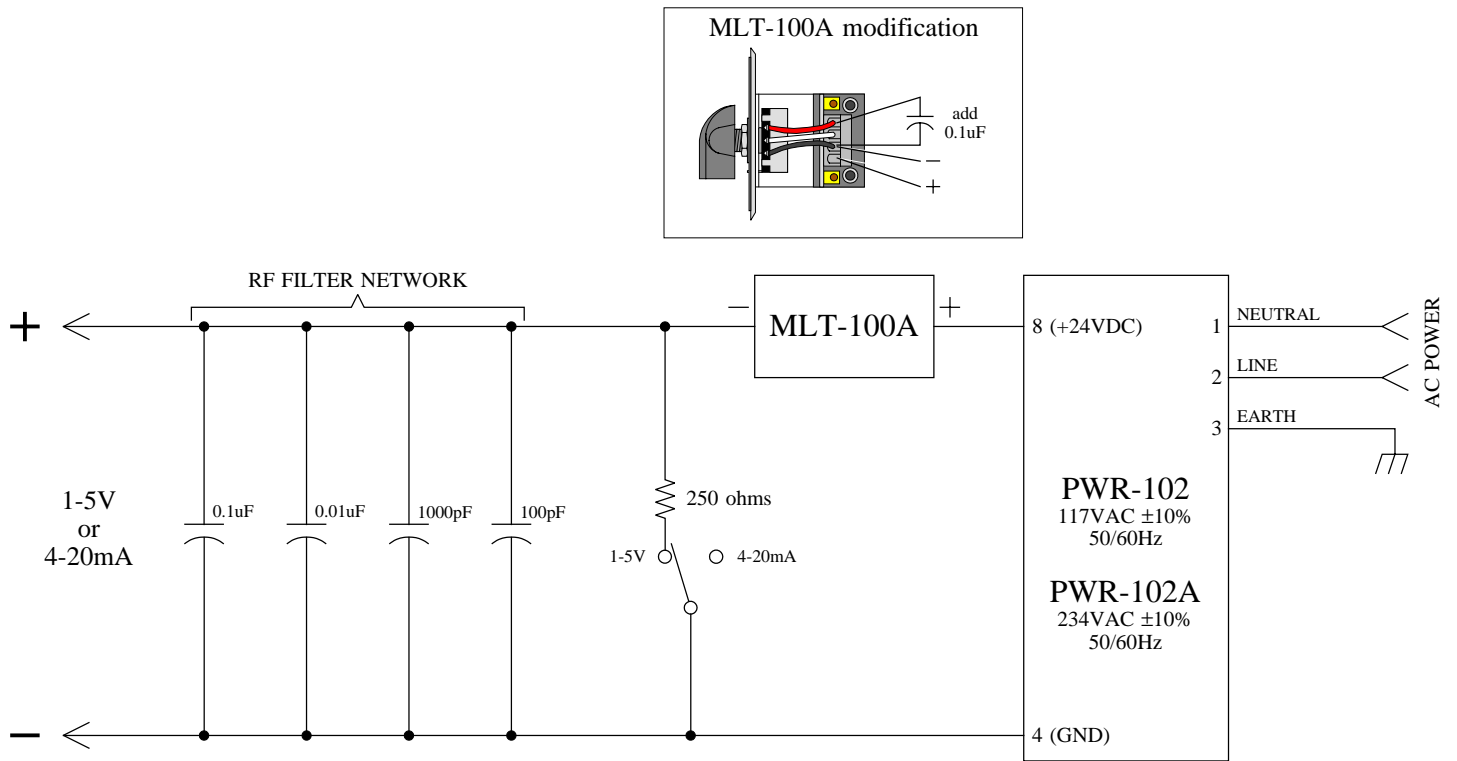 MLT-100A modification
add
0.1uF
−
+
RF FILTER NETWORK
+
−
MLT-100A
+
8 (+24VDC)
1
NEUTRAL
2
LINE
3
EARTH
AC POWER
1-5V
or
4-20mA
0.1uF
0.01uF
1000pF
100pF
250 ohms
1-5V
4-20mA
PWR-102
117VAC ±10%
50/60Hz
PWR-102A
234VAC ±10%
50/60Hz
−
4 (GND)